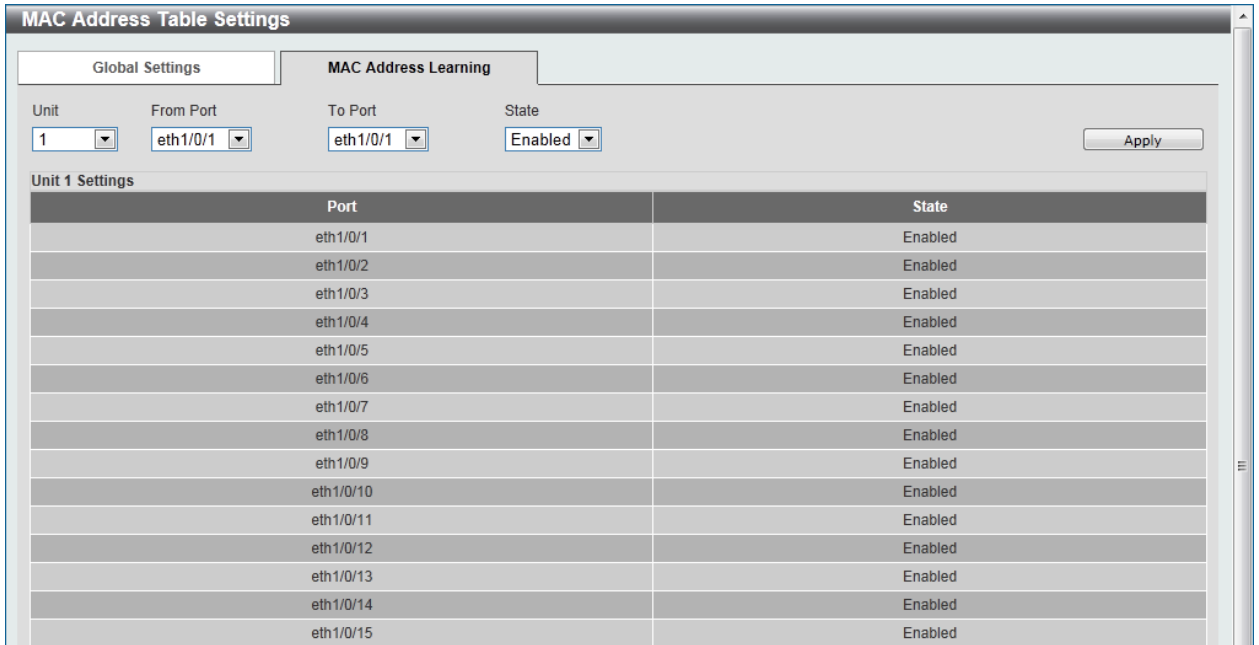 MAC Address Table Settings
Global Settings MAC Address Learning
Unit From Port To Port State
1 eth1/0/1 eth1/0/1 Enabled Apply
Unit 1 Settings
Port State
eth1/0/1 Enabled
eth1/0/2 Enabled
eth1/0/3 Enabled
eth1/0/4 Enabled
eth1/0/5 Enabled
eth1/0/6 Enabled
eth1/0/7 Enabled
eth1/0/8 Enabled
eth1/0/9 Enabled
eth1/0/10 Enabled
eth1/0/11 Enabled
eth1/0/12 Enabled
eth1/0/13 Enabled
eth1/0/14 Enabled
eth1/0/15 Enabled